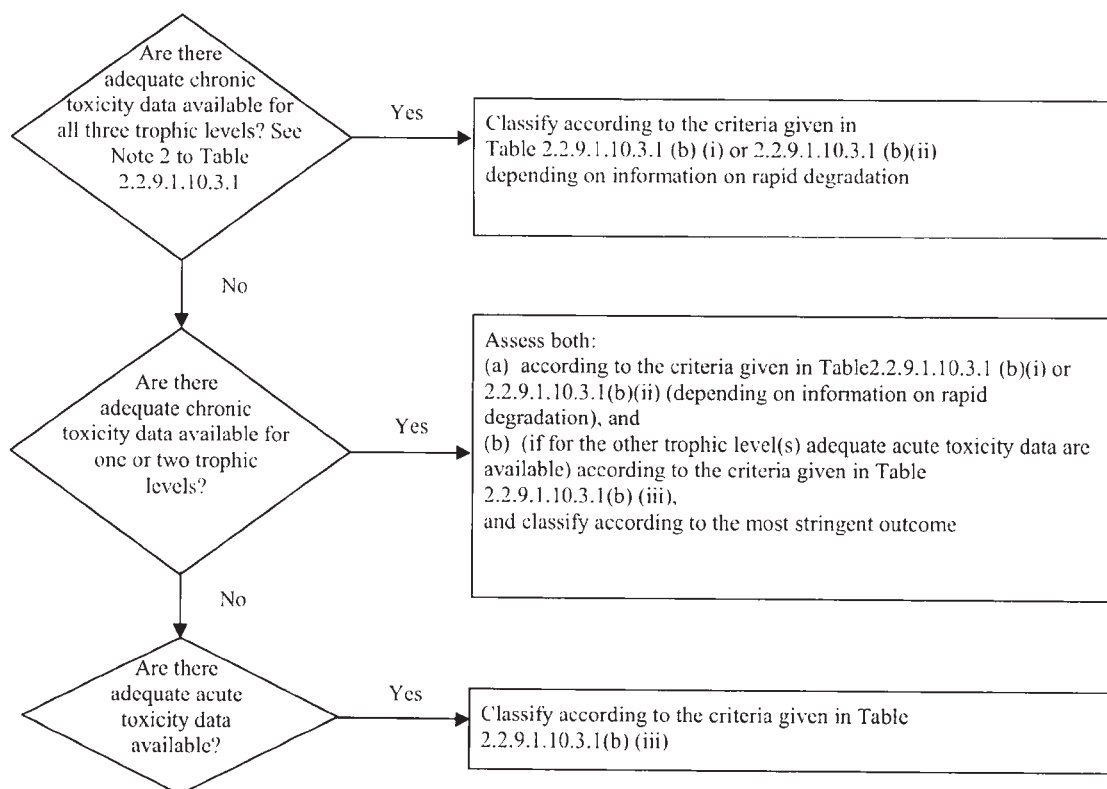 Are there
adequate chronic
toxicity data available for
all three trophic levels? See
Note 2 to Table
2.2.9.1.10.3.1
Yes
Classify according to the criteria given in
Table 2.2.9.1.10.3.1 (b) (i) or 2.2.9.1.10.3.1 (b)(ii)
depending on information on rapid degradation
No
Are there
adequate chronic
toxicity data available for
one or two trophic
levels?
Yes
Assess both:
(a) according to the criteria given in Table2.2.9.1.10.3.1 (b)(i) or
2.2.9.1.10.3.1(b)(ii) (depending on information on rapid
degradation), and
(b) (if for the other trophic level(s) adequate acute toxicity data are
available) according to the criteria given in Table
2.2.9.1.10.3.1(b) (iii),
and classify according to the most stringent outcome
No
Are there
adequate acute
toxicity data
available?
Yes
Classify according to the criteria given in Table
2.2.9.1.10.3.1(b) (iii)